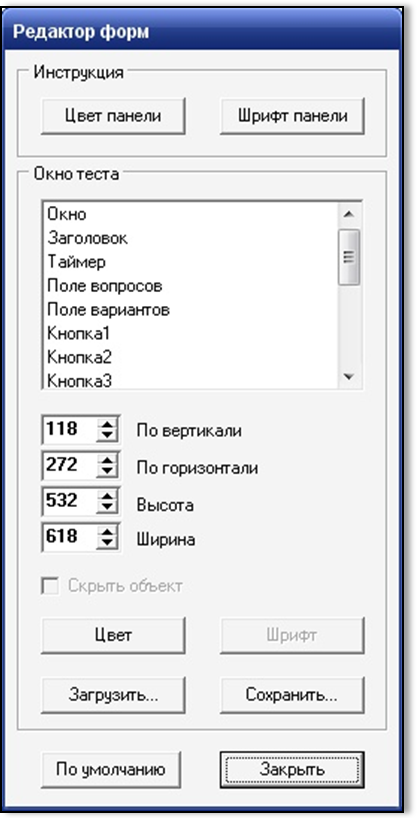 Редактор форм
Инструкция
Цвет панели Шрифт панели
Окно теста
Окно
Заголовок
Таймер
Поле вопросов
Поле вариантов
Кнопка1
Кнопка2
Кнопка3
118 По вертикали
272 По горизонтали
532 Высота
618 Ширина
Скрыть объект
Цвет Шрифт
Загрузить... Сохранить...
По умолчанию Закрыть